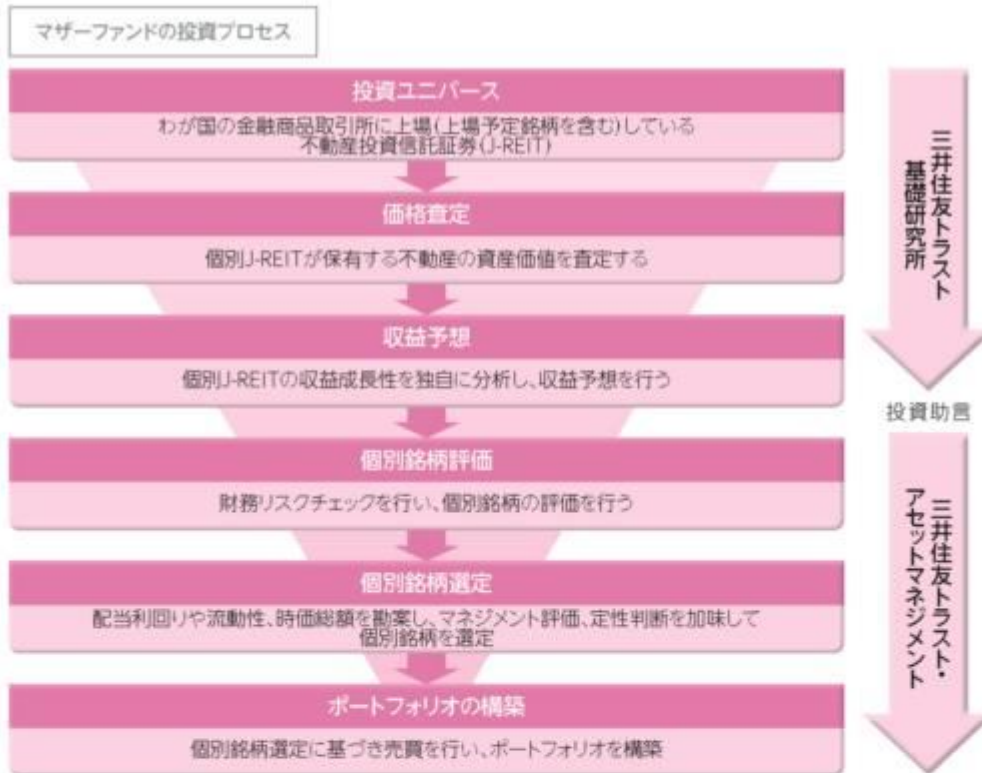 マザーファンドの投資プロセス
投資ユニバース
わが国の金融商品取引所に上場(上場予定銘柄を含む)している
不動産投資信託証券(J-REIT)
価格査定
個別J-REITが保有する不動産の資産価値を査定する
収益予想
個別J-REITの収益成長性を独自に分析し、収益予想を行う
個別銘柄評価
財務リスクチェックを行い、個別銘柄の評価を行う
個別銘柄選定
配当利回りや流動性、時価総額を勘案し、マネジメント評価、定性判断を加味して
個別銘柄を選定
ポートフォリオの構築
個別銘柄選定に基づき売買を行い、ポートフォリオを構築
三井住友トラスト
基礎研究所
投資助言
三井住友トラスト・
アセットマネジメント